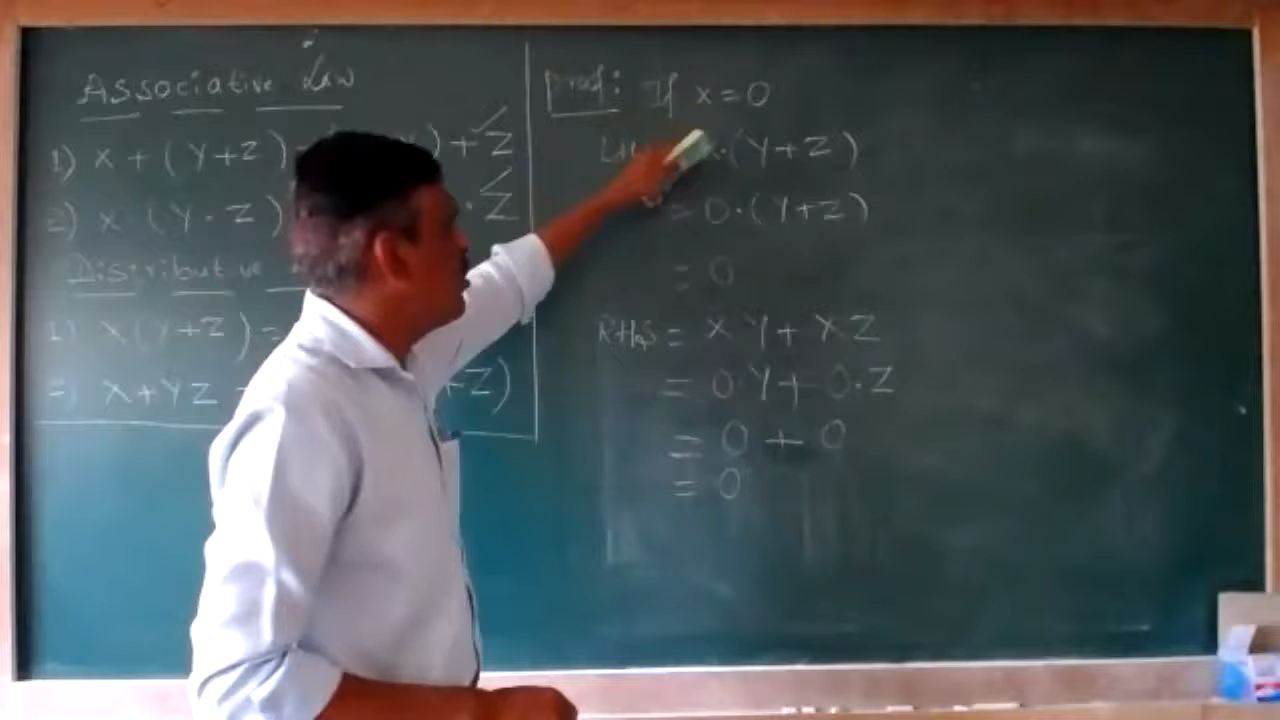 Associative Law
1) X + (Y+Z) + Z
2) X · (Y · Z) · Z
Distributive
1) X (Y+Z) =
X+YZ +Z)
Proof: If x = 0
·(Y+Z)
= 0·(Y+Z)
= 0
RHS = X Y + X Z
= 0·Y + 0·Z
= 0 + 0
= 0